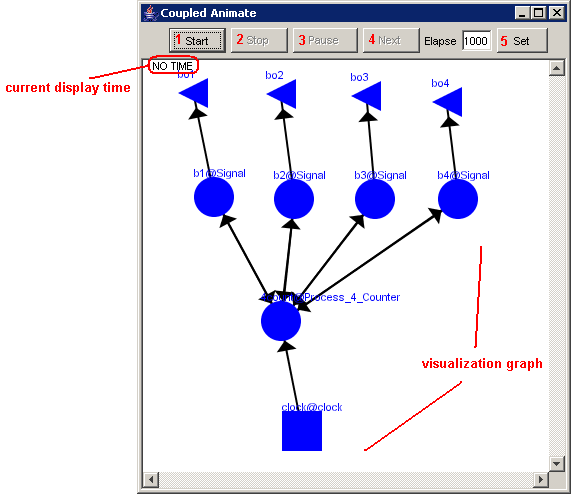 Coupled Animate
1 Start 2 Stop 3 Pause 4 Next Elapse 1000 5 Set
NO TIME
current display time
bo1 bo2 bo3 bo4
b1@Signal b2@Signal b3@Signal b4@Signal
@Process_4_Counter
visualization graph
clock@clock